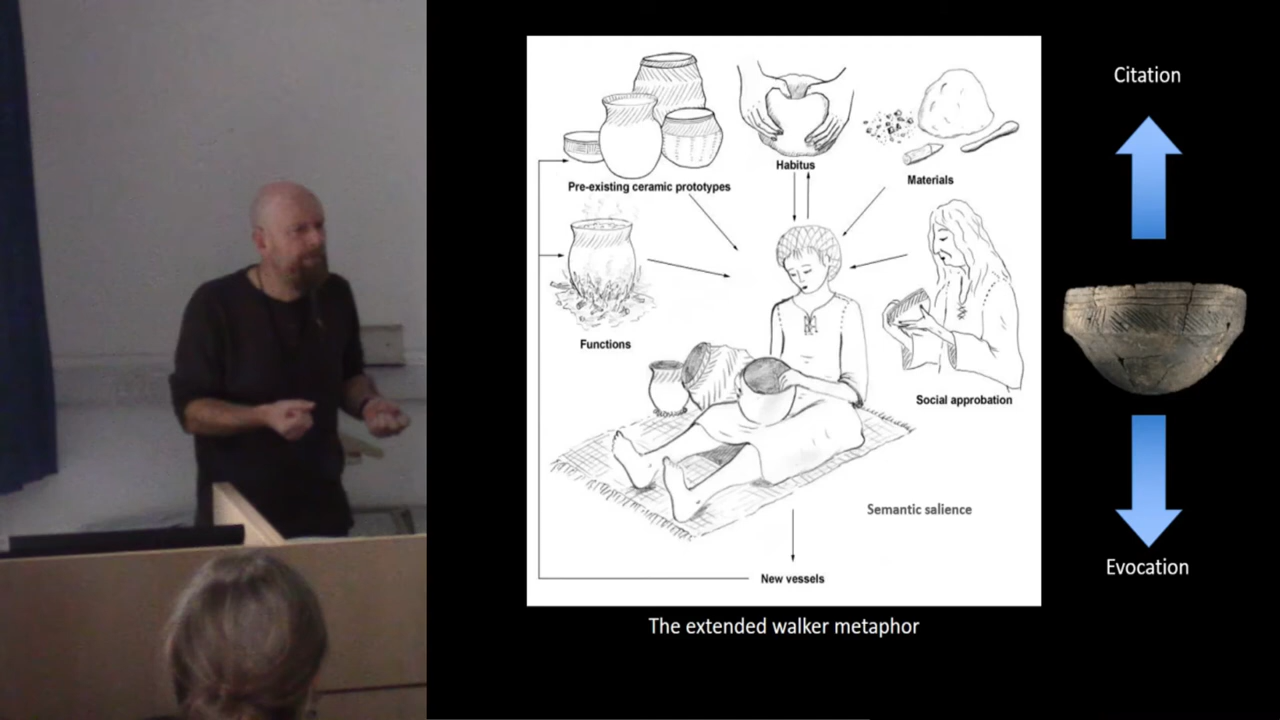 Citation
Habitus
Pre-existing ceramic prototypes
Materials
Functions
Social approbation
Semantic salience
Evocation
New vessels
The extended walker metaphor